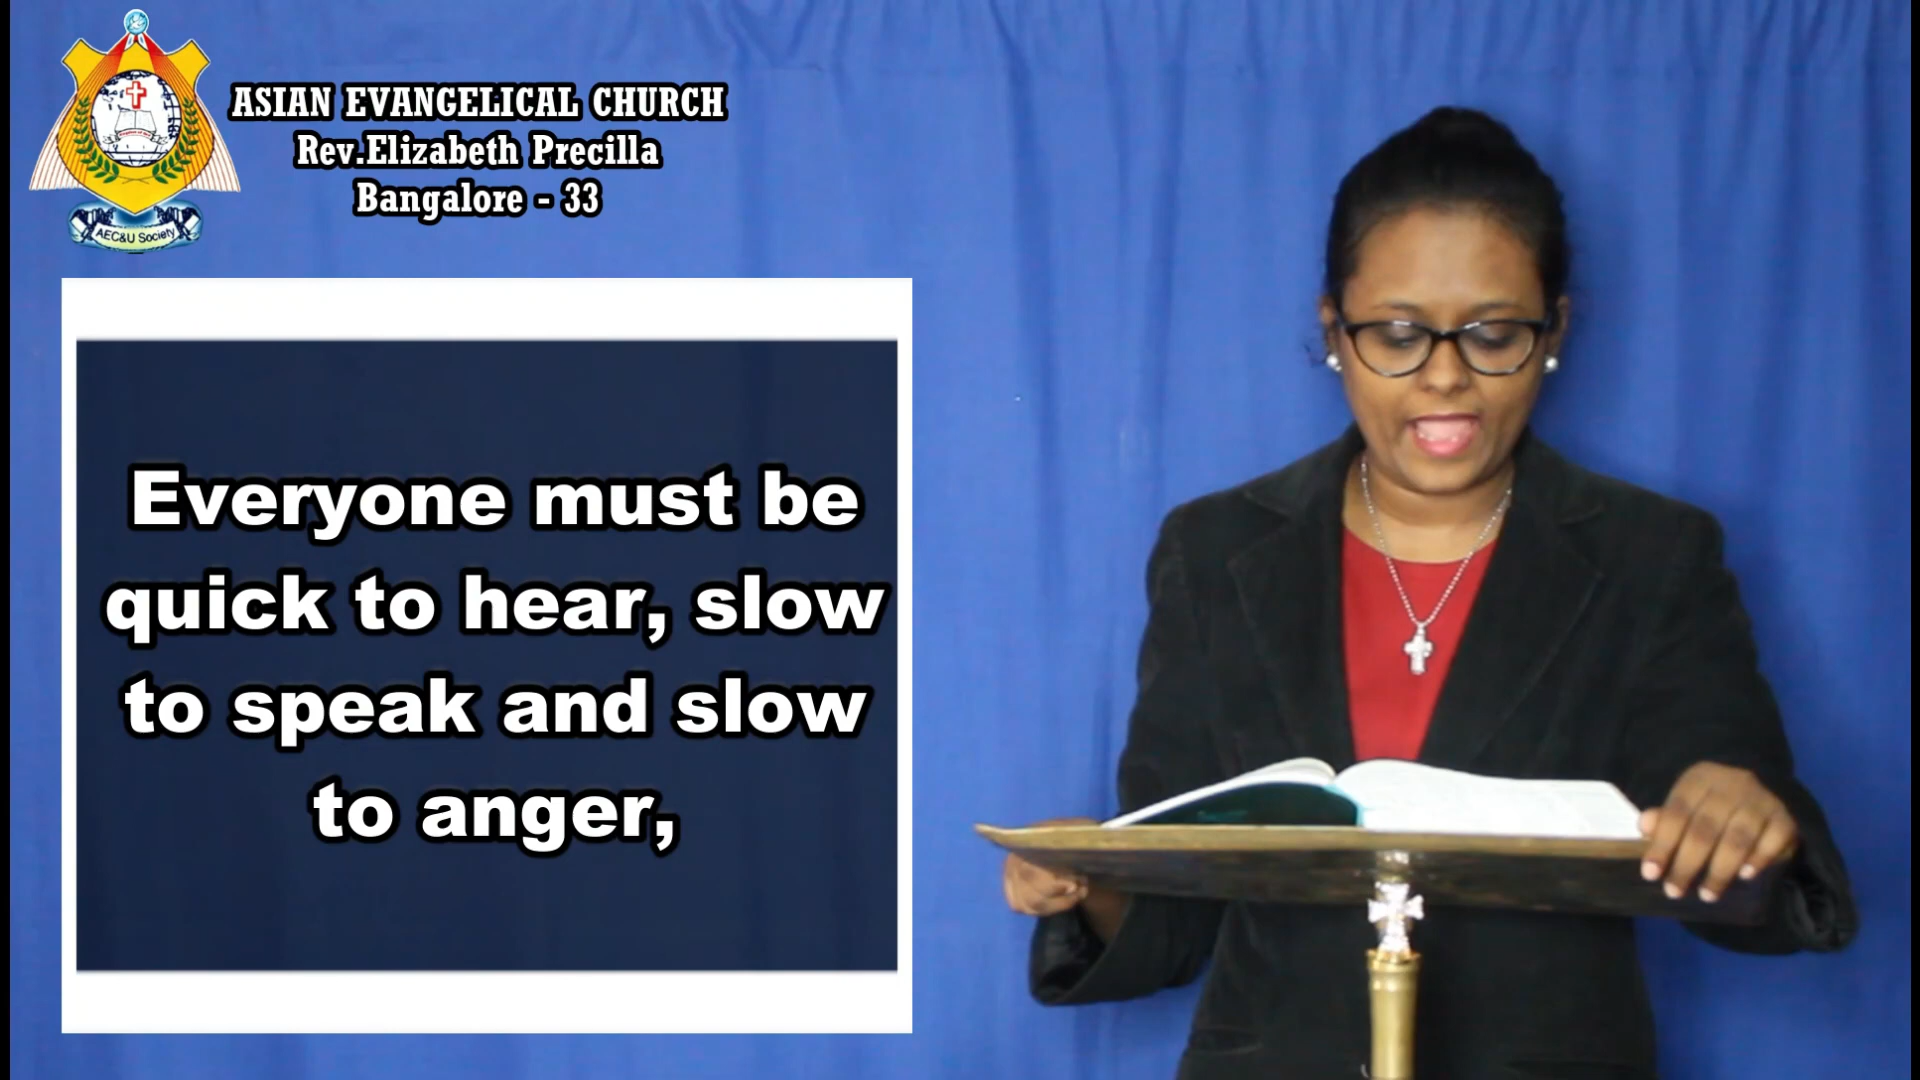 ASIAN EVANGELICAL CHURCH
Rev.Elizabeth Precilla
Bangalore - 33
AEC&U Society
Everyone must be
quick to hear, slow
to speak and slow
to anger,